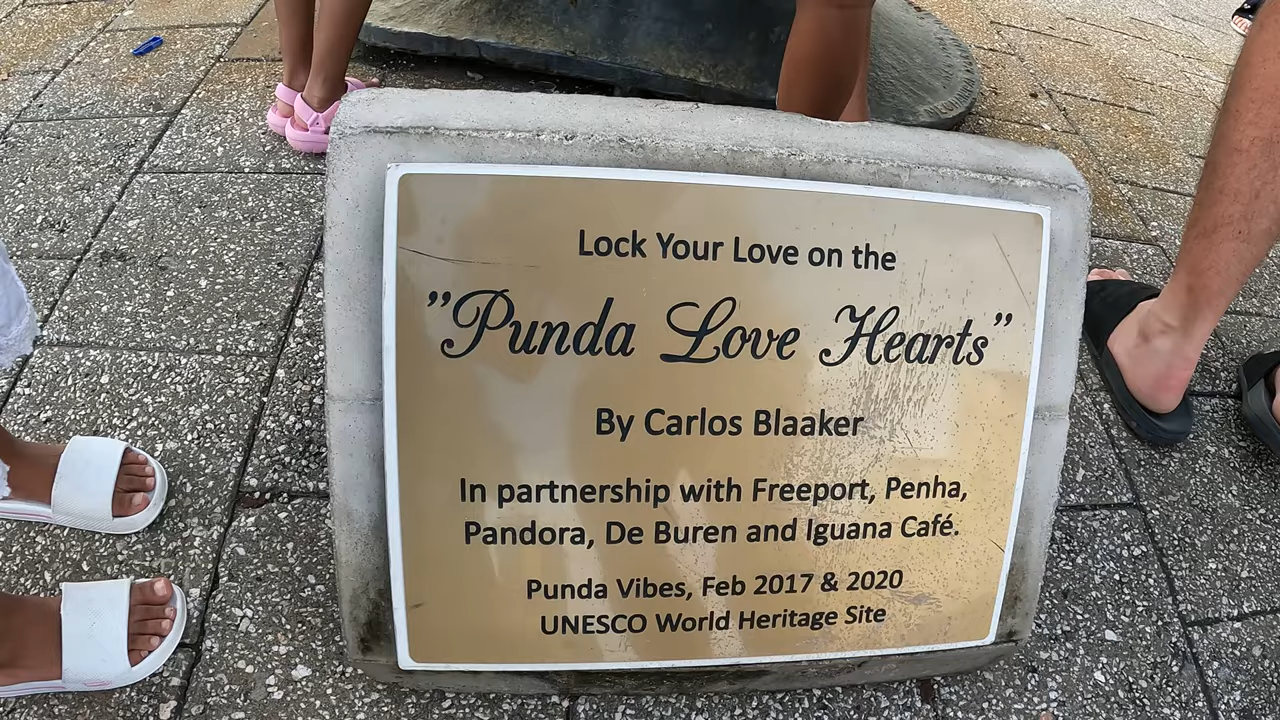 Lock Your Love on the
"Punda Love Hearts"
By Carlos Blaaker
In partnership with Freeport, Penha,
Pandora, De Buren and Iguana Café.
Punda Vibes, Feb 2017 & 2020
UNESCO World Heritage Site